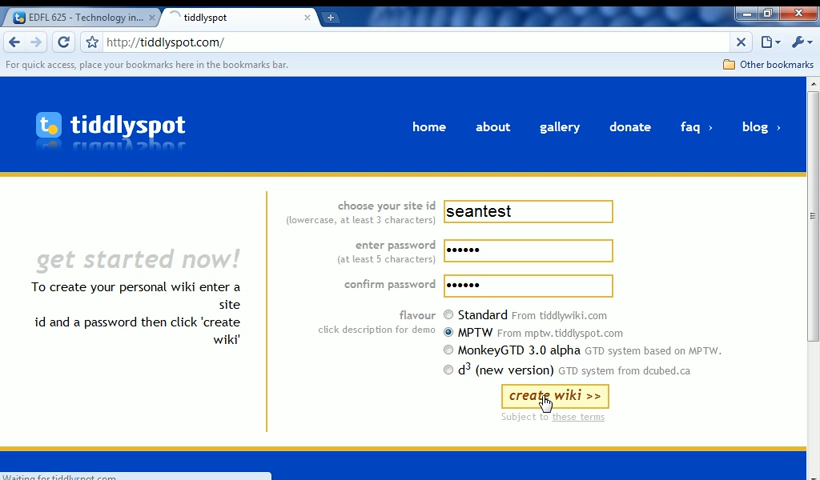 EDFL 625 - Technology in...
tiddlyspot
http://tiddlyspot.com/
For quick access, place your bookmarks here in the bookmarks bar.
Other bookmarks
t. tiddlyspot
home about gallery donate faq › blog ›
get started now!
To create your personal wiki enter a
site
id and a password then click 'create
wiki'
choose your site id
(lowercase, at least 3 characters)
seantest
enter password
(at least 5 characters)
••••••
confirm password
••••••
flavour
click description for demo
Standard From tiddlywiki.com
MPTW From mptw.tiddlyspot.com
MonkeyGTD 3.0 alpha GTD system based on MPTW.
d³ (new version) GTD system from dcubed.ca
create wiki >>
Subject to these terms
Waiting for tiddlyspot.com